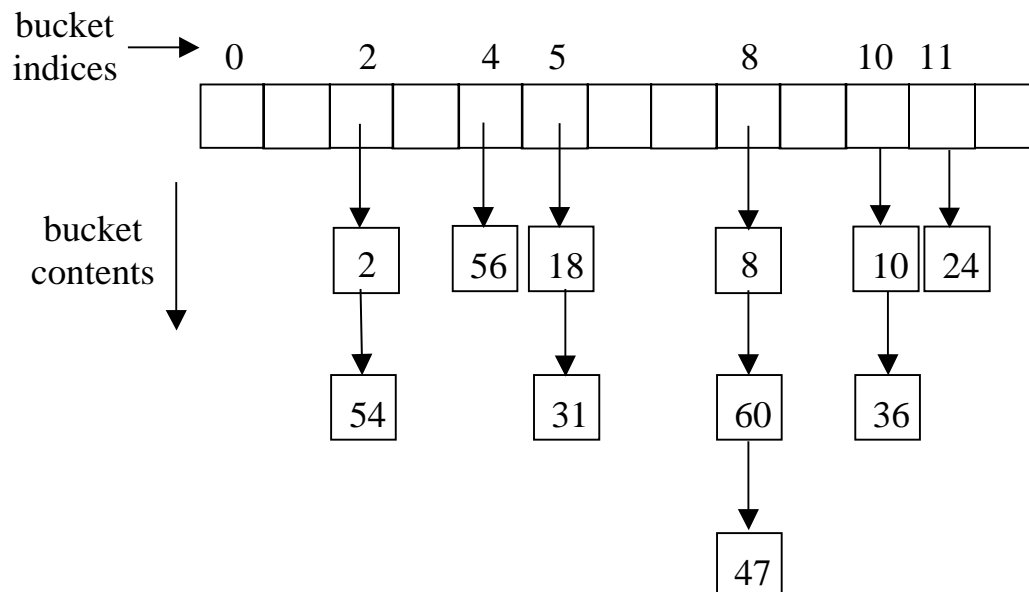 bucket
indices
0 2 4 5 8 10 11
bucket
contents
2 56 18 8 10 24
54 31 60 36
47